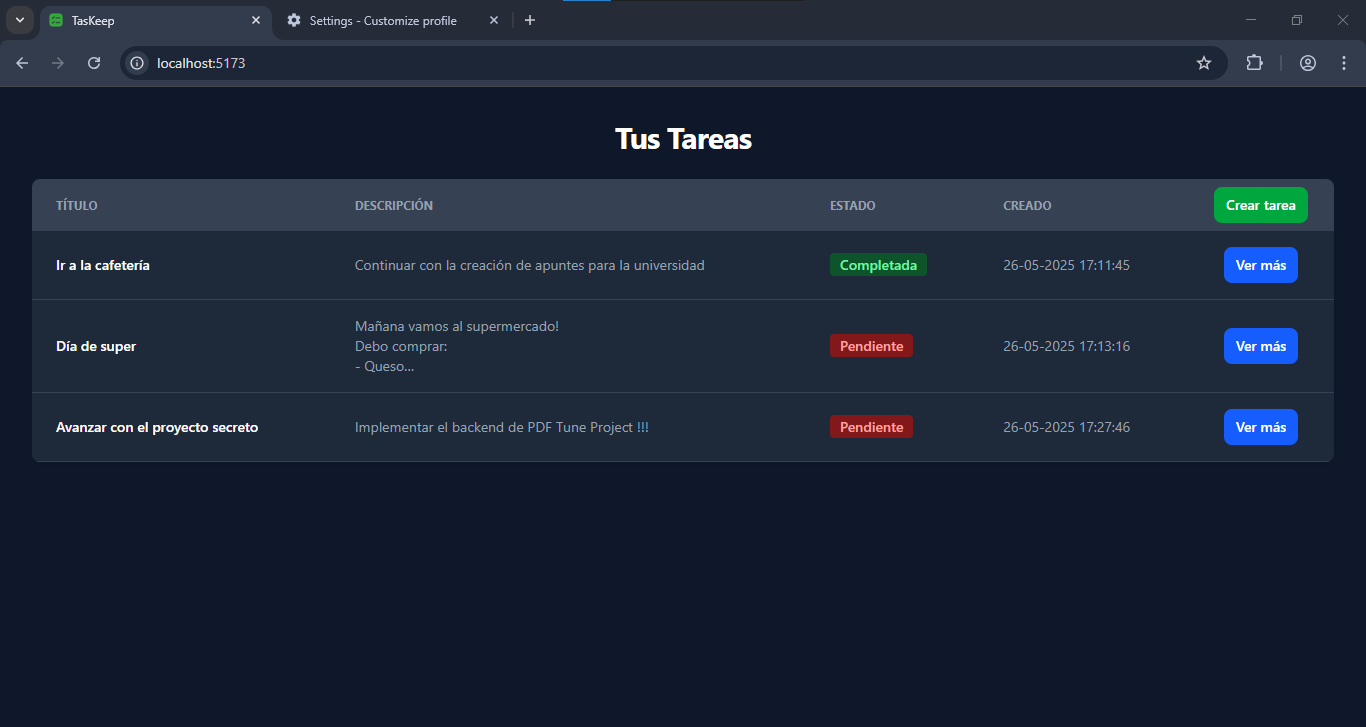 TasKeep
Settings - Customize profile
localhost:5173
Tus Tareas
TÍTULO DESCRIPCIÓN ESTADO CREADO Crear tarea
Ir a la cafetería Continuar con la creación de apuntes para la universidad Completada 26-05-2025 17:11:45 Ver más
Mañana vamos al supermercado!
Día de super Debo comprar: Pendiente 26-05-2025 17:13:16 Ver más
- Queso...
Avanzar con el proyecto secreto Implementar el backend de PDF Tune Project !!! Pendiente 26-05-2025 17:27:46 Ver más